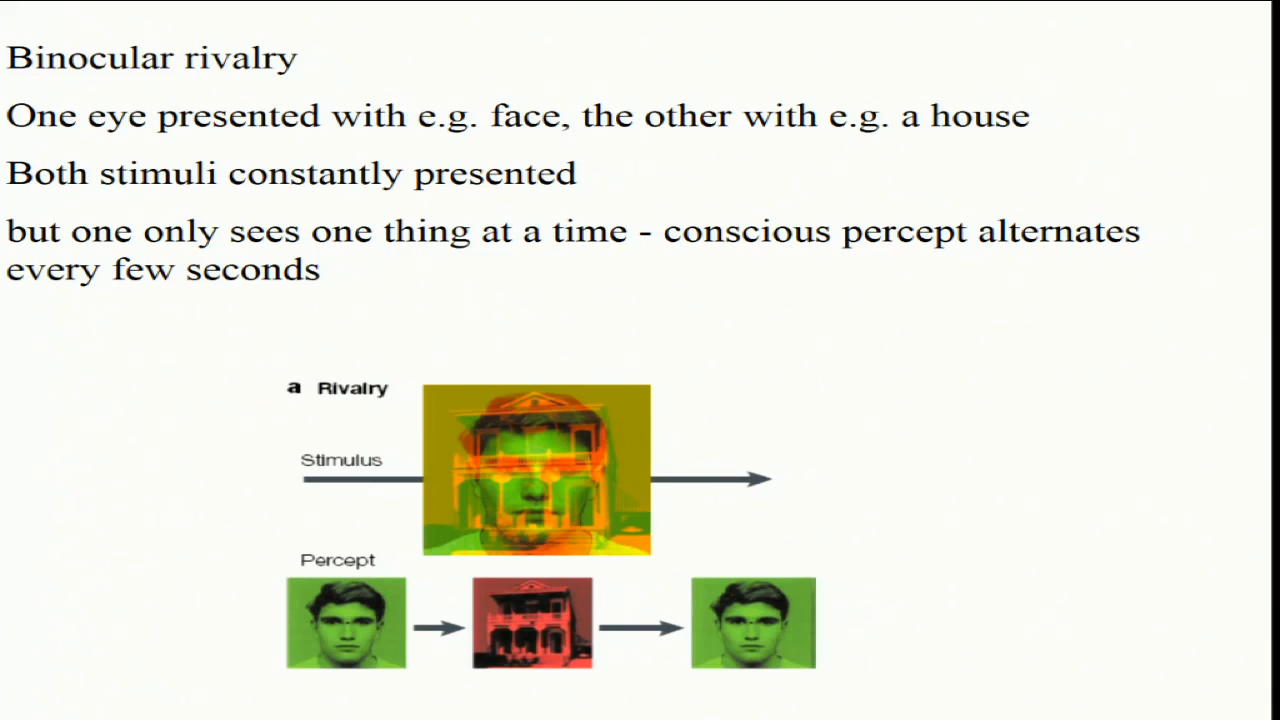 Binocular rivalry
One eye presented with e.g. face, the other with e.g. a house
Both stimuli constantly presented
but one only sees one thing at a time - conscious percept alternates
every few seconds
a Rivalry
Stimulus
Percept